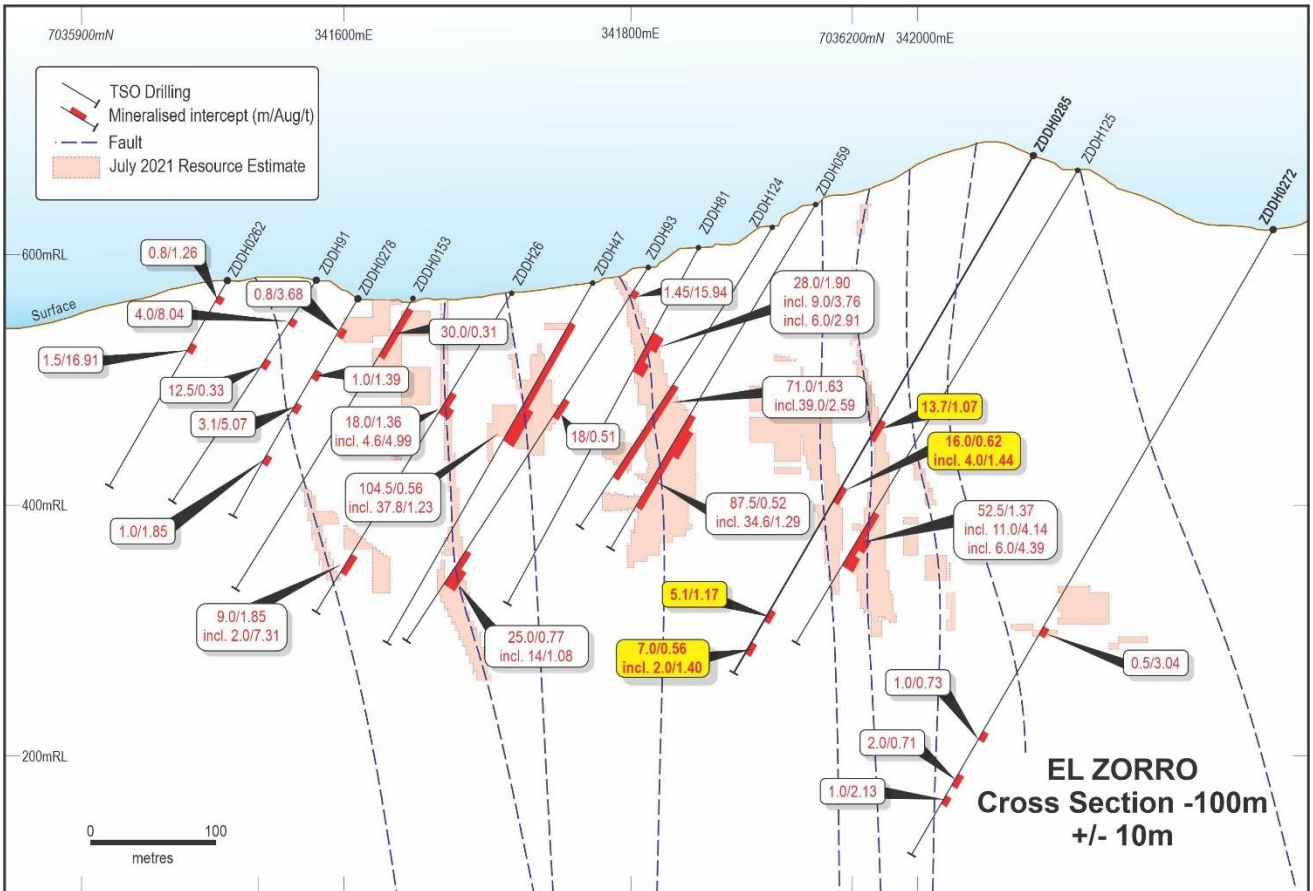 7035900mN
341600mE
341800mE
7036200mN
342000mE
TSO Drilling
Mineralised intercept (m/Aug/t)
Fault
July 2021 Resource Estimate
ZDDH0262
ZDDH91
ZDDH0278
ZDDH0153
ZDDH26
ZDDH47
ZDDH93
ZDDH81
ZDDH124
ZDDH059
ZDDH0285
ZDDH125
ZDDH0272
600mRL
Surface
400mRL
200mRL
0.8/1.26
4.0/8.04
0.8/3.68
1.5/16.91
12.5/0.33
3.1/5.07
1.0/1.85
30.0/0.31
1.0/1.39
18.0/1.36
incl. 4.6/4.99
104.5/0.56
incl. 37.8/1.23
9.0/1.85
incl. 2.0/7.31
25.0/0.77
incl. 14/1.08
18/0.51
1.45/15.94
28.0/1.90
incl. 9.0/3.76
incl. 6.0/2.91
71.0/1.63
incl.39.0/2.59
87.5/0.52
incl. 34.6/1.29
13.7/1.07
16.0/0.62
incl. 4.0/1.44
52.5/1.37
incl. 11.0/4.14
incl. 6.0/4.39
5.1/1.17
7.0/0.56
incl. 2.0/1.40
0.5/3.04
1.0/0.73
2.0/0.71
1.0/2.13
EL ZORRO
Cross Section -100m
+/- 10m
0
100
metres